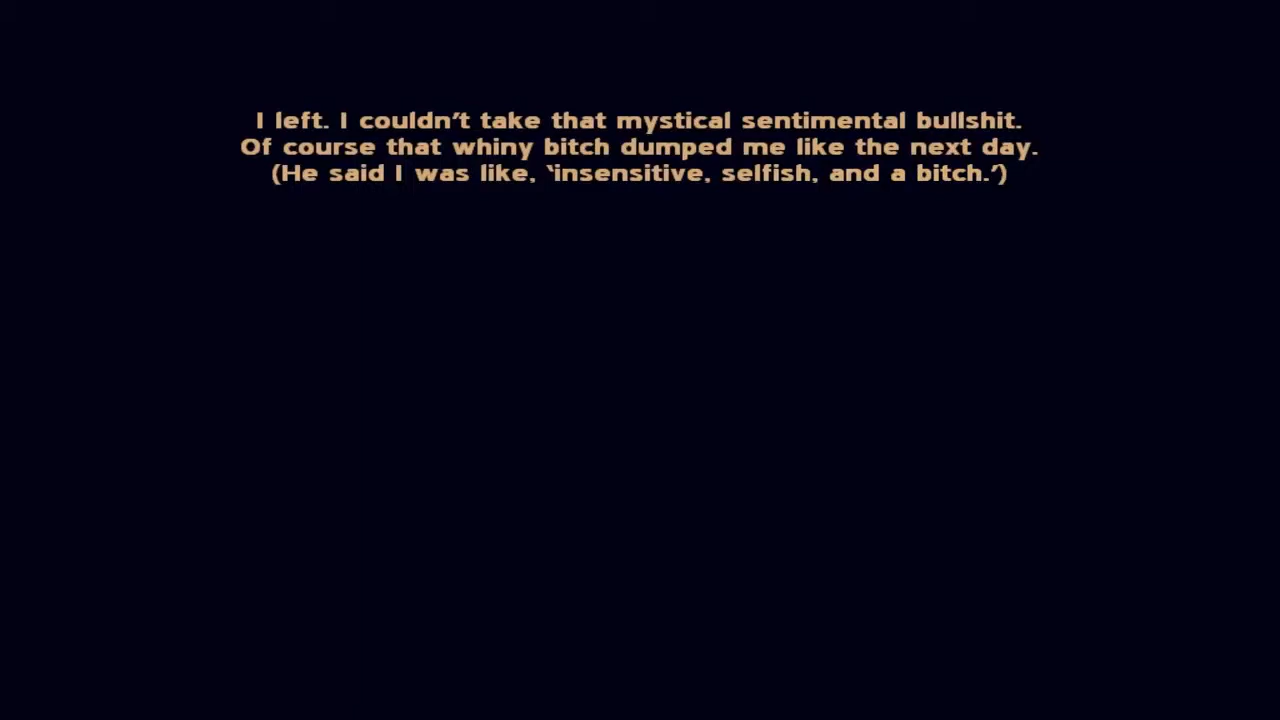 I left. I couldn't take that mystical sentimental bullshit.
Of course that whiny bitch dumped me like the next day.
(He said I was like, ‘insensitive, selfish, and a bitch.’)